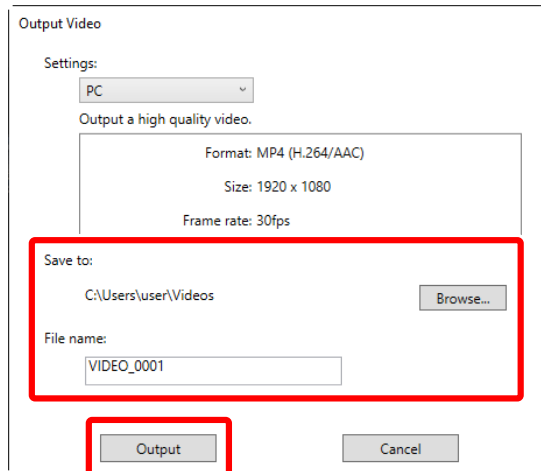 Output Video
Settings:
PC
Output a high quality video.
Format: MP4 (H.264/AAC)
Size: 1920 x 1080
Frame rate: 30fps
Save to:
C:\Users\user\Videos
Browse...
File name:
VIDEO_0001
Output
Cancel